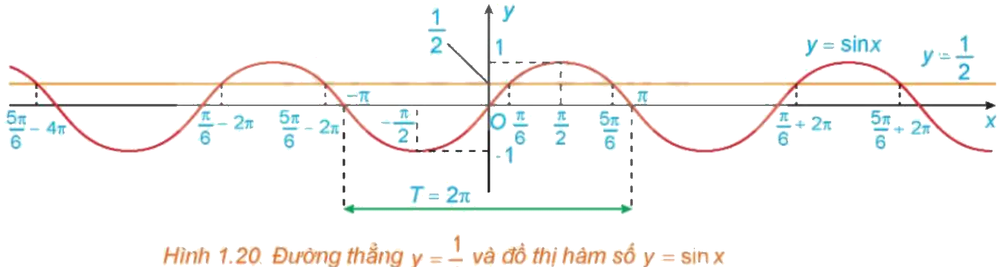 1/2
y
1
y = sinx
y = 1/2
-π
π
5π/6 - 4π
π/6 - 2π
5π/6 - 2π
-π/2
O
π/6
π/2
5π/6
π/6 + 2π
5π/6 + 2π
x
-1
T = 2π
Hình 1.20 Đường thẳng y = 1/ và đồ thị hàm số y = sin x